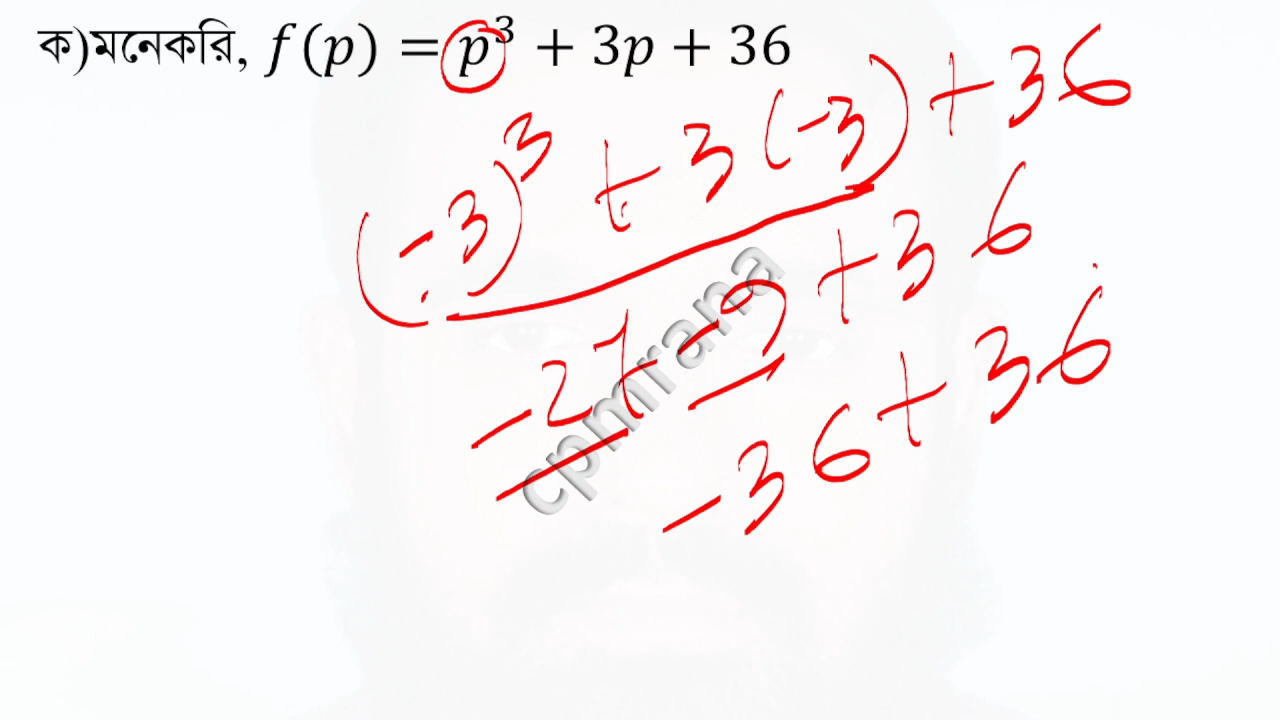 ক)মনেকরি, f(p) = p³ + 3p + 36
(-3)³ + 3(-3) + 36
-27 -9 + 36
-36 + 36
cpmrana